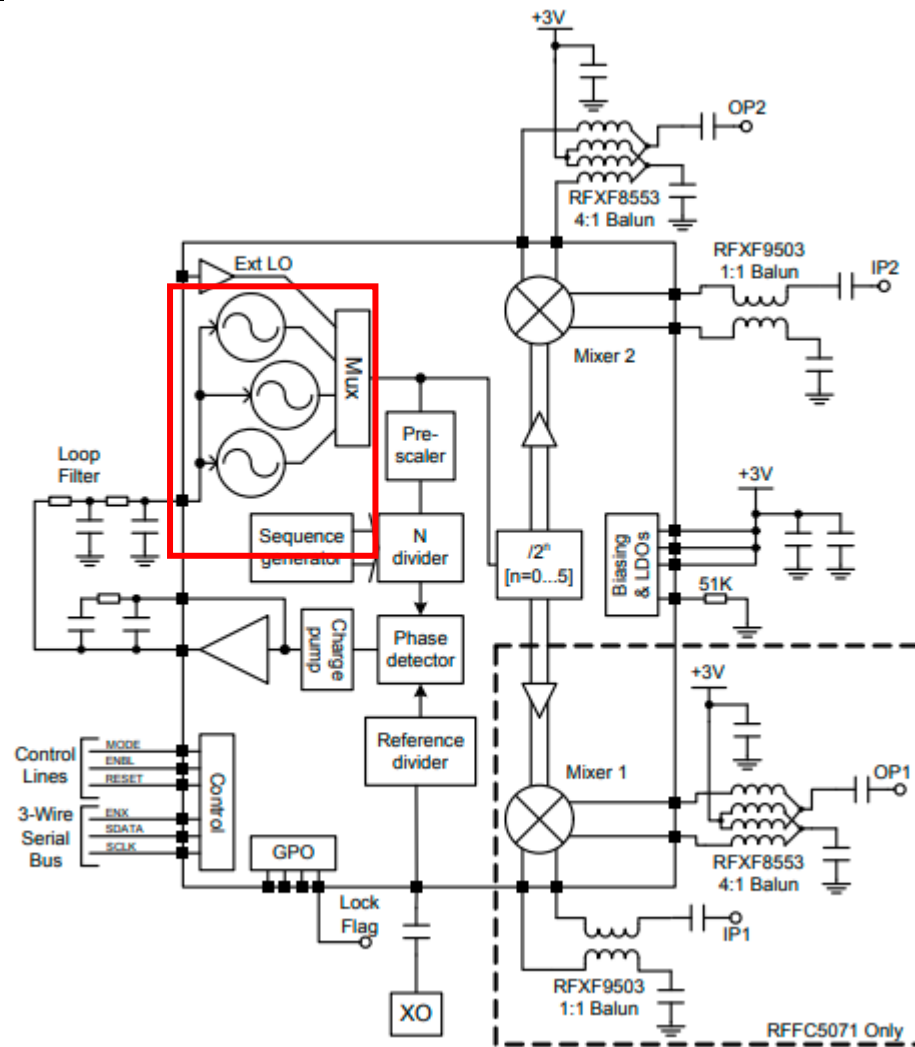 +3V
OP2
RFXF8553
4:1 Balun
Ext LO
RFXF9503
1:1 Balun
IP2
Mux
Mixer 2
Pre-
scaler
Loop
Filter
+3V
Sequence
generator
N
divider
/2ⁿ
[n=0...5]
Biasing
& LDOs
51K
Charge
pump
Phase
detector
+3V
Reference
divider
Mixer 1
OP1
Control
Lines
MODE
ENBL
RESET
3-Wire
Serial
Bus
ENX
SDATA
SCLK
Control
GPO
RFXF8553
4:1 Balun
Lock
Flag
IP1
RFXF9503
1:1 Balun
XO
RFFC5071 Only